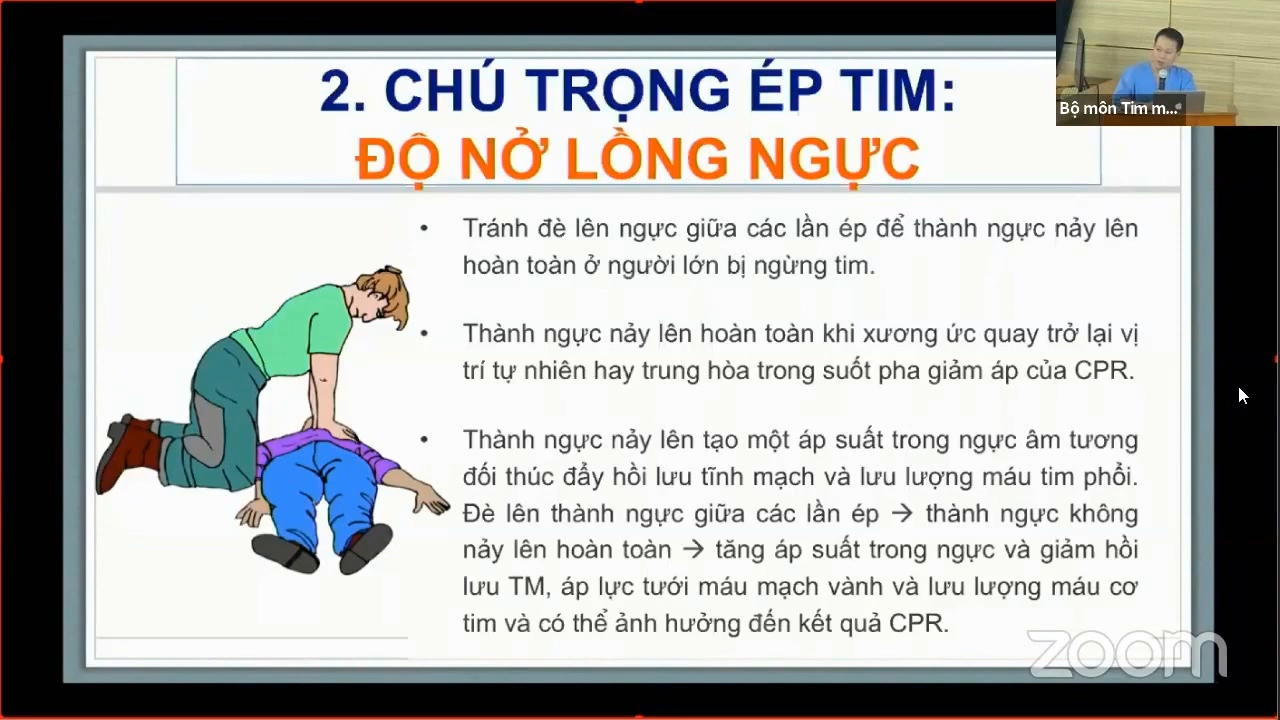 2. CHÚ TRỌNG ÉP TIM:
ĐỘ NỞ LỒNG NGỰC
Bộ môn Tim m...
• Tránh đè lên ngực giữa các lần ép để thành ngực nảy lên
hoàn toàn ở người lớn bị ngừng tim.
• Thành ngực nảy lên hoàn toàn khi xương ức quay trở lại vị
trí tự nhiên hay trung hòa trong suốt pha giảm áp của CPR.
• Thành ngực nảy lên tạo một áp suất trong ngực âm tương
đối thúc đẩy hồi lưu tĩnh mạch và lưu lượng máu tim phổi.
Đè lên thành ngực giữa các lần ép → thành ngực không
nảy lên hoàn toàn → tăng áp suất trong ngực và giảm hồi
lưu TM, áp lực tưới máu mạch vành và lưu lượng máu cơ
tim và có thể ảnh hưởng đến kết quả CPR.
zoom